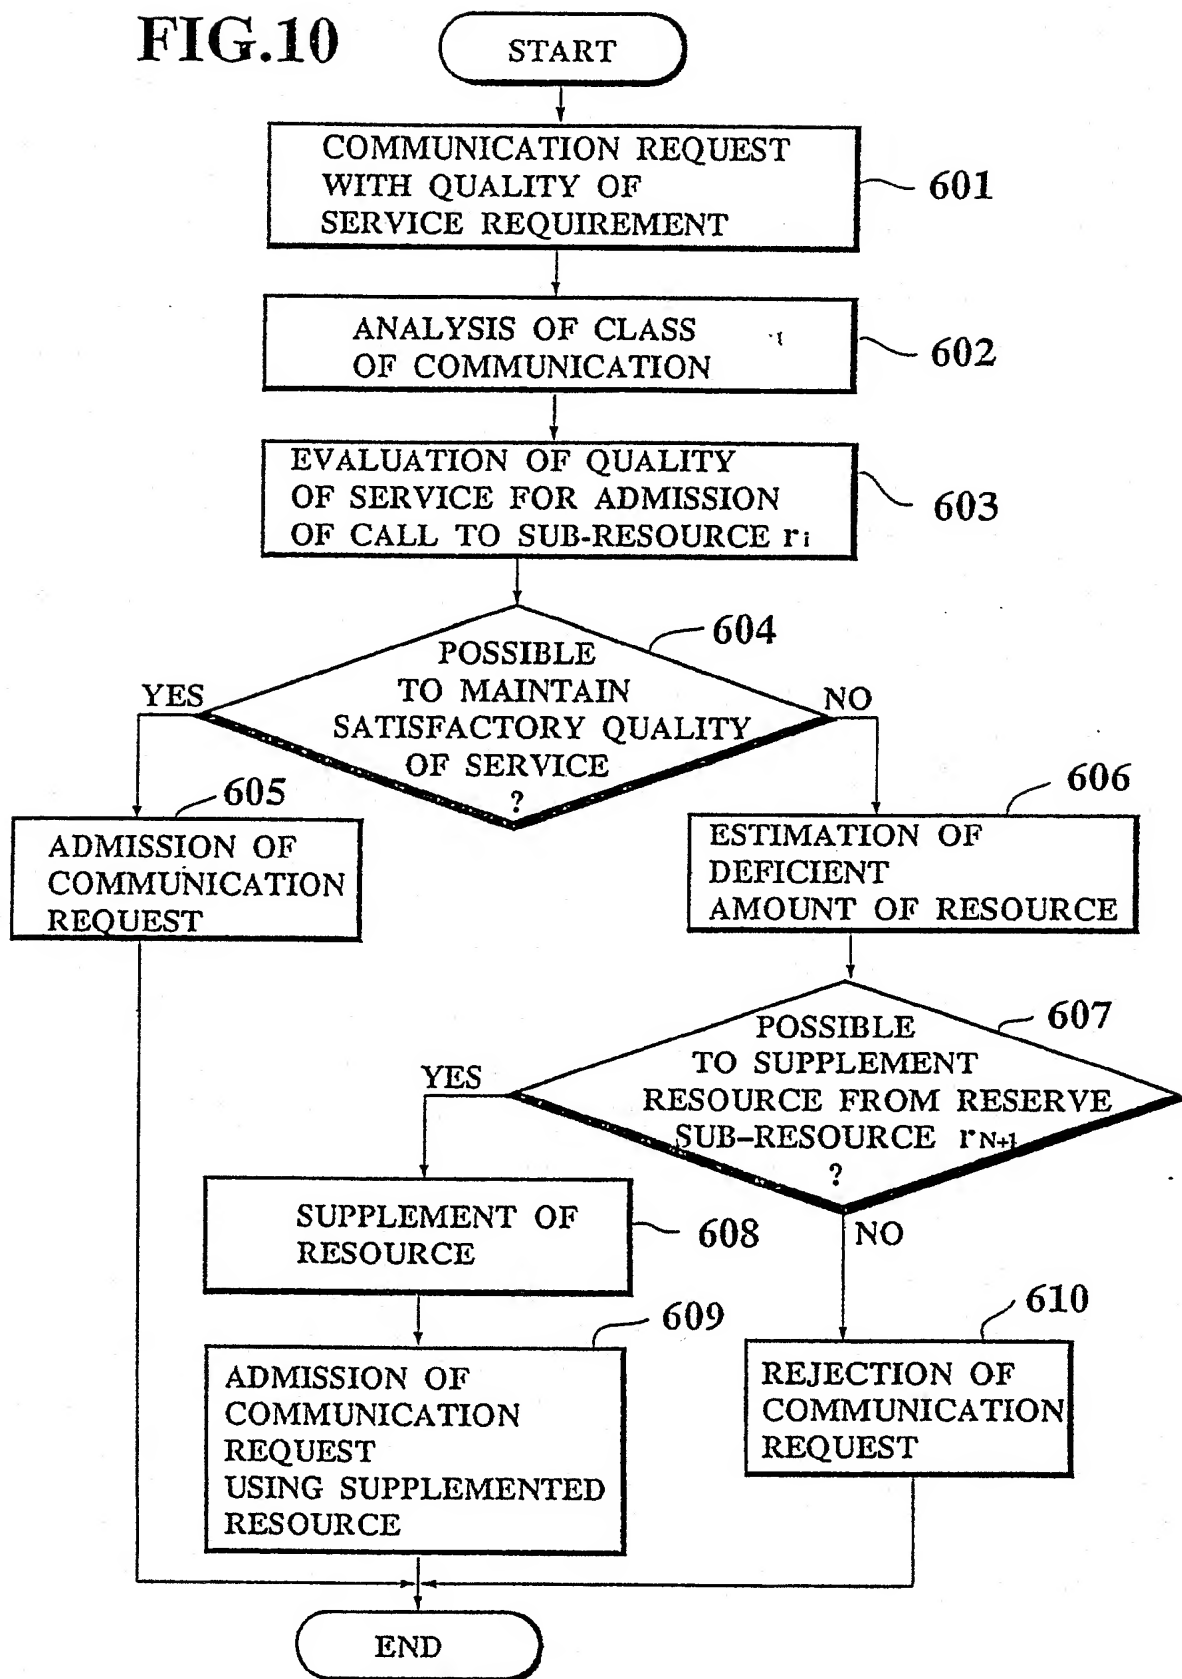 FIG.10
START
COMMUNICATION REQUEST
WITH QUALITY OF
SERVICE REQUIREMENT
601
ANALYSIS OF CLASS
OF COMMUNICATION
602
EVALUATION OF QUALITY
OF SERVICE FOR ADMISSION
OF CALL TO SUB-RESOURCE ri
603
604
POSSIBLE
TO MAINTAIN
SATISFACTORY QUALITY
OF SERVICE
?
YES
NO
605
ADMISSION OF
COMMUNICATION
REQUEST
606
ESTIMATION OF
DEFICIENT
AMOUNT OF RESOURCE
607
POSSIBLE
TO SUPPLEMENT
RESOURCE FROM RESERVE
SUB-RESOURCE rN+1
?
YES
NO
SUPPLEMENT OF
RESOURCE
608
609
ADMISSION OF
COMMUNICATION
REQUEST
USING SUPPLEMENTED
RESOURCE
610
REJECTION OF
COMMUNICATION
REQUEST
END